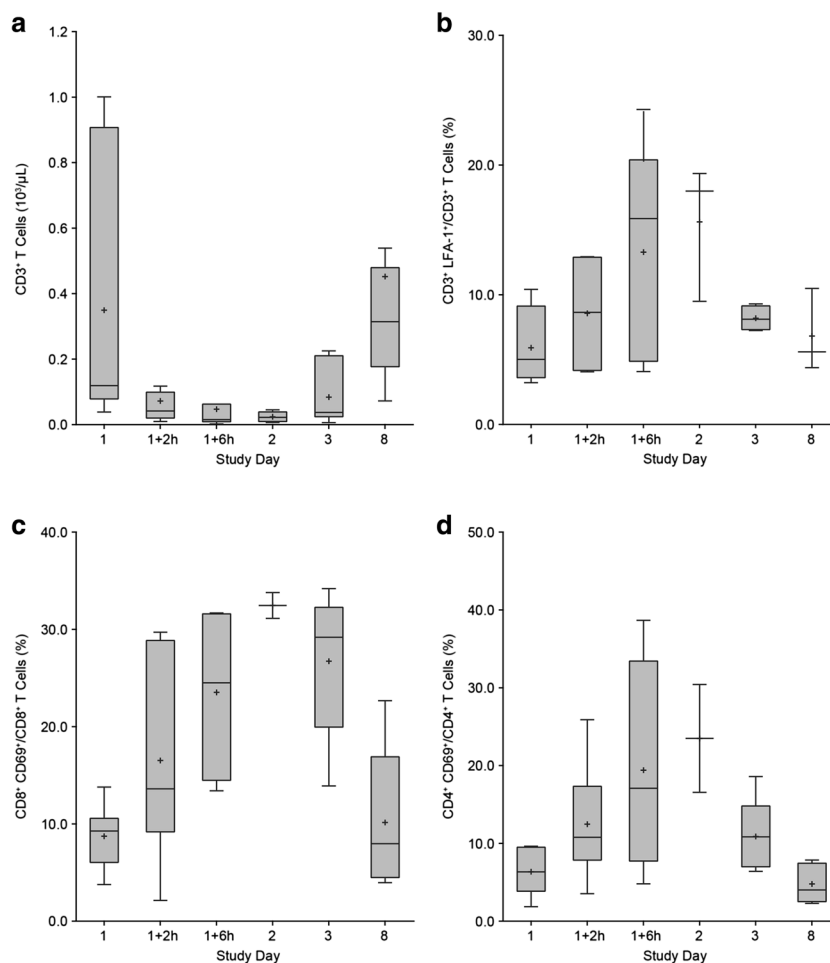 a
CD3⁺ T Cells (10³/µL)
1.2
1.0
0.8
0.6
0.4
0.2
0.0
1 1+2h 1+6h 2 3 8
Study Day
b
CD3⁺ LFA-1⁺/CD3⁺ T Cells (%)
30.0
20.0
10.0
0.0
1 1+2h 1+6h 2 3 8
Study Day
c
CD8⁺ CD69⁺/CD8⁺ T Cells (%)
40.0
30.0
20.0
10.0
0.0
1 1+2h 1+6h 2 3 8
Study Day
d
CD4⁺ CD69⁺/CD4⁺ T Cells (%)
50.0
40.0
30.0
20.0
10.0
0.0
1 1+2h 1+6h 2 3 8
Study Day